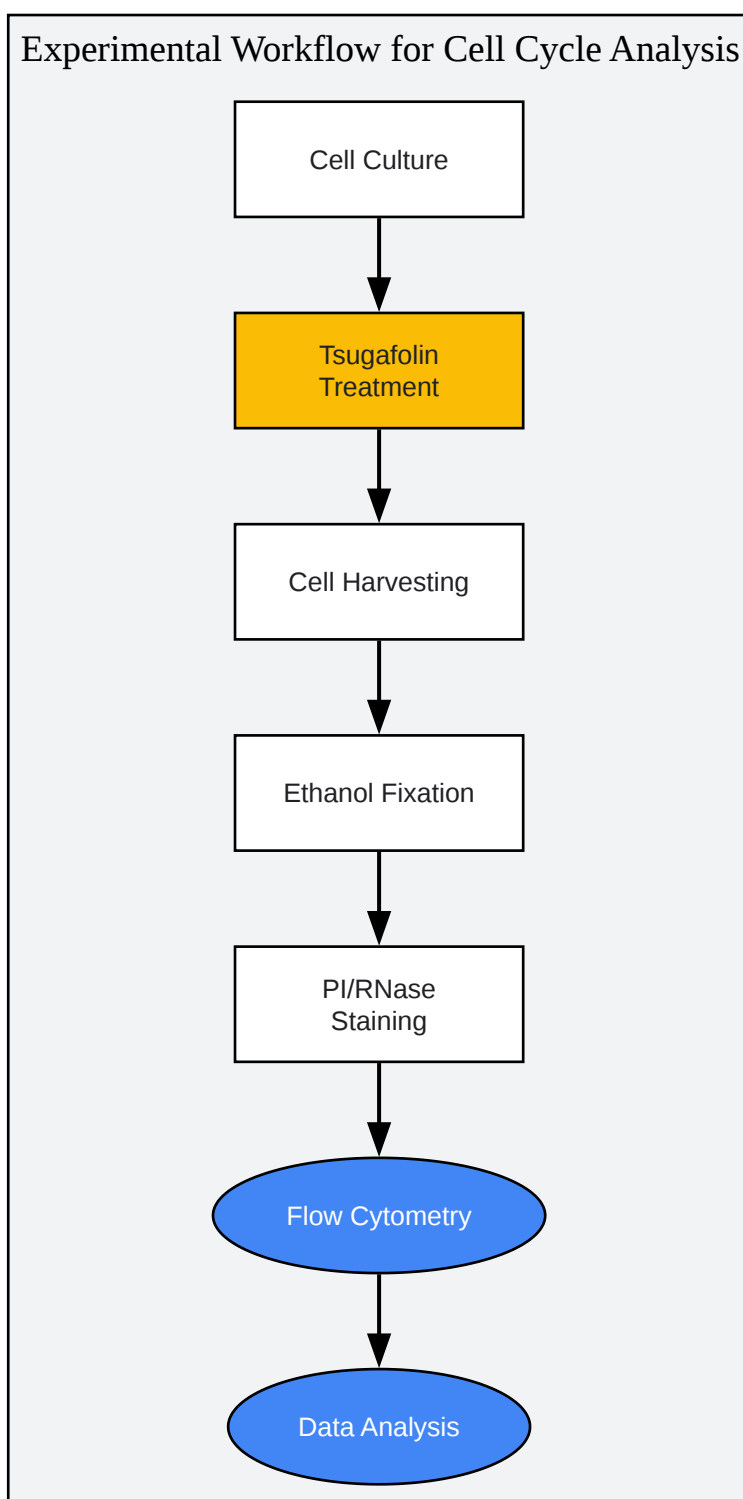 Experimental Workflow for Cell Cycle Analysis
Cell Culture
Tsugafolin
Treatment
Cell Harvesting
Ethanol Fixation
PI/RNase
Staining
Flow Cytometry
Data Analysis